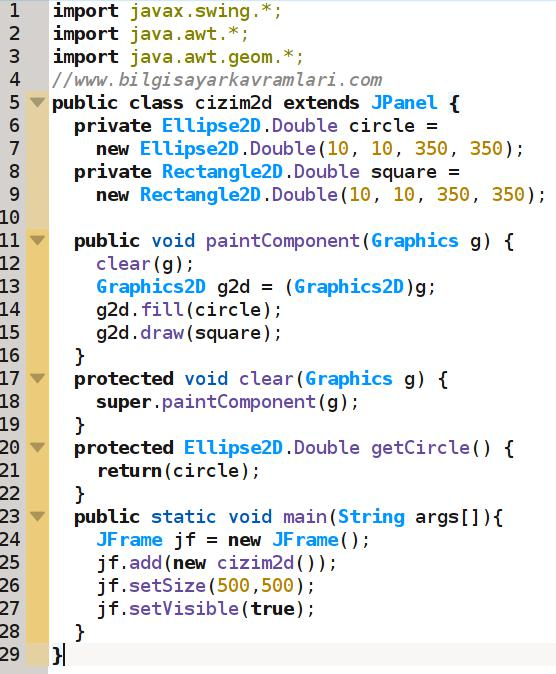 1 import javax.swing.*;
2 import java.awt.*;
3 import java.awt.geom.*;
4 //www.bilgisayarkavramlari.com
5 public class cizim2d extends JPanel {
6   private Ellipse2D.Double circle =
7     new Ellipse2D.Double(10, 10, 350, 350);
8   private Rectangle2D.Double square =
9     new Rectangle2D.Double(10, 10, 350, 350);
10
11   public void paintComponent(Graphics g) {
12     clear(g);
13     Graphics2D g2d = (Graphics2D)g;
14     g2d.fill(circle);
15     g2d.draw(square);
16   }
17   protected void clear(Graphics g) {
18     super.paintComponent(g);
19   }
20   protected Ellipse2D.Double getCircle() {
21     return(circle);
22   }
23   public static void main(String args[]){
24     JFrame jf = new JFrame();
25     jf.add(new cizim2d());
26     jf.setSize(500,500);
27     jf.setVisible(true);
28   }
29 }